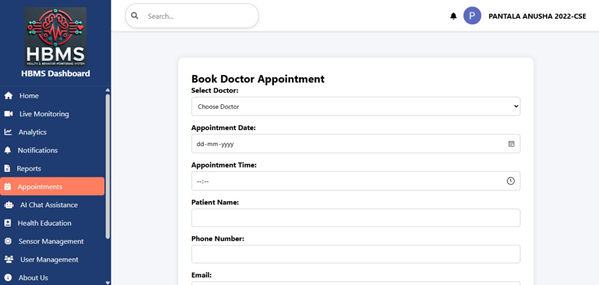 HBMS
HEALTH & BEHAVIOR MONITORING SYSTEM
HBMS Dashboard
Home
Live Monitoring
Analytics
Notifications
Reports
Appointments
AI Chat Assistance
Health Education
Sensor Management
User Management
About Us
Search...
P
PANTALA ANUSHA 2022-CSE
Book Doctor Appointment
Select Doctor:
Choose Doctor
Appointment Date:
dd-mm-yyyy
Appointment Time:
--:--
Patient Name:
Phone Number:
Email: